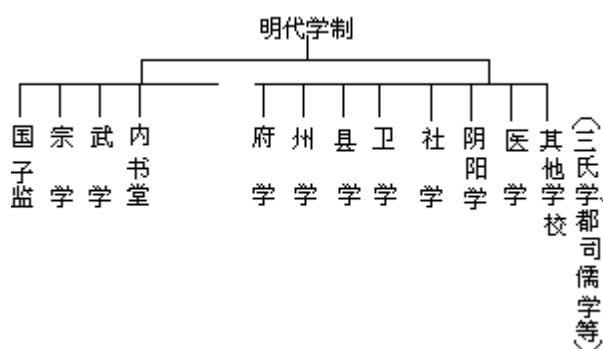 明代学制
国子监
宗学
武学
内书堂
府学
州学
县学
卫学
社学
阴阳学
医学
其他学校
(三氏学、都司儒学等)